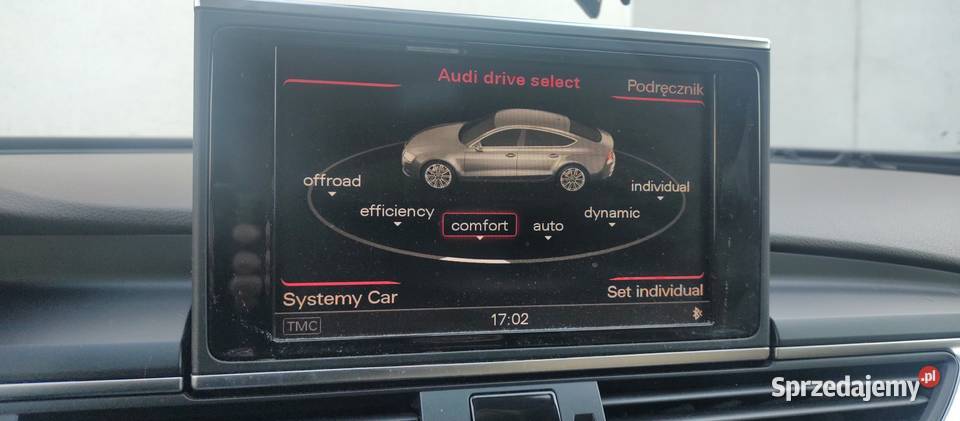 Audi drive select
Podręcznik
offroad
individual
efficiency
dynamic
comfort
auto
Systemy Car
Set individual
TMC
17:02
Sprzedajemy.pl